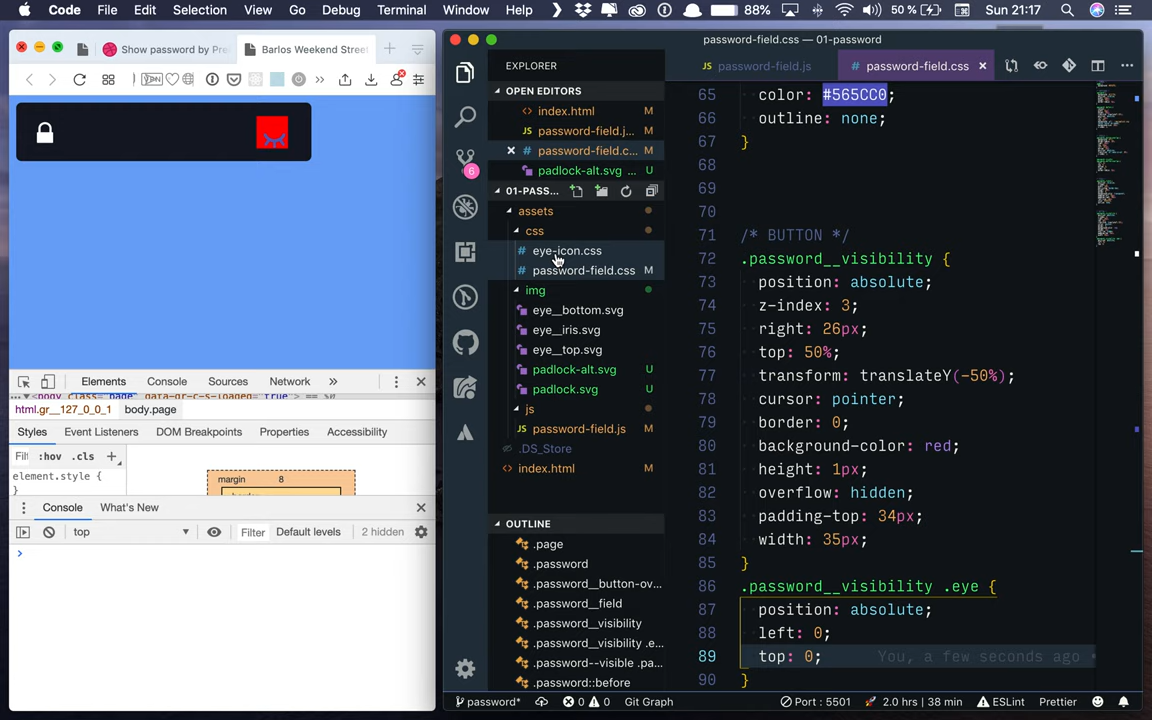 Code File Edit Selection View Go Debug Terminal Window Help 88% 50 % Sun 21:17
Show password by Pre
Barlos Weekend Stree
Elements Console Sources Network
html.gr__127_0_0_1 body.page
Styles Event Listeners DOM Breakpoints Properties Accessibility
Filt :hov .cls +
element.style {
}
margin 8
Console What's New
top Filter Default levels 2 hidden
password-field.css — 01-password
EXPLORER
OPEN EDITORS
index.html M
password-field.j... M
password-field.c... M
padlock-alt.svg ... U
01-PASS...
assets
css
eye-icon.css
password-field.css M
img
eye__bottom.svg
eye__iris.svg
eye__top.svg
padlock-alt.svg U
padlock.svg U
js
password-field.js M
.DS_Store
index.html M
OUTLINE
.page
.password
.password__button-ov...
.password__field
.password__visibility
.password__visibility .e...
.password--visible .pa...
.password::before
6
JS password-field.js
# password-field.css
65 color: #565CC0;
66 outline: none;
67 }
68
69
70
71 /* BUTTON */
72 .password__visibility {
73 position: absolute;
74 z-index: 3;
75 right: 26px;
76 top: 50%;
77 transform: translateY(-50%);
78 cursor: pointer;
79 border: 0;
80 background-color: red;
81 height: 1px;
82 overflow: hidden;
83 padding-top: 34px;
84 width: 35px;
85 }
86 .password__visibility .eye {
87 position: absolute;
88 left: 0;
89 top: 0; You, a few seconds ago •
90 }
password* 0 0 Git Graph Port : 5501 2.0 hrs | 38 min ESLint Prettier